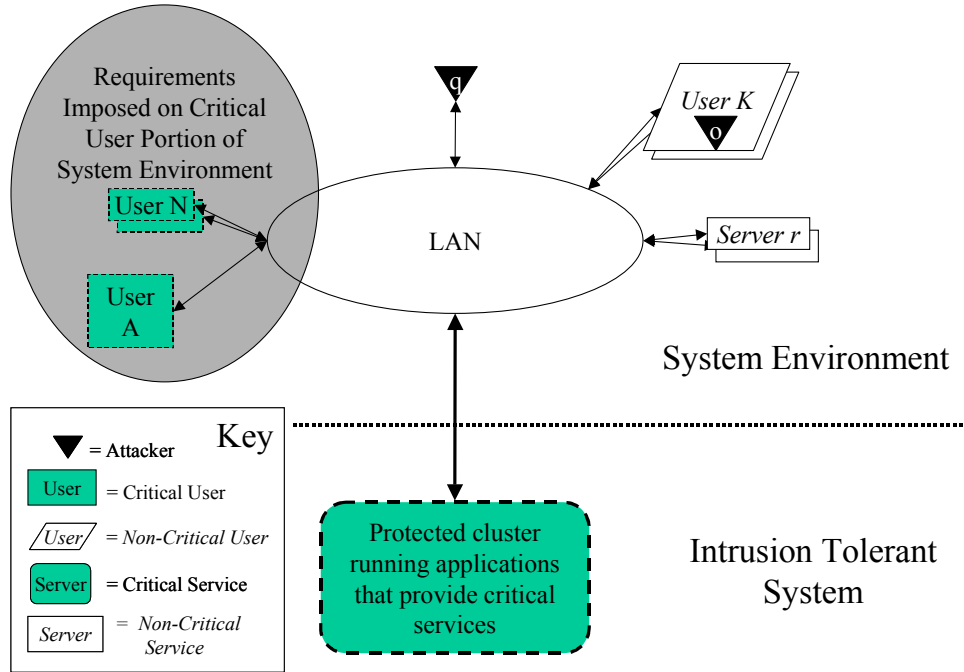 Requirements
Imposed on Critical
User Portion of
System Environment
User N
User
A
q
User K
o
LAN
Server r
System Environment
Key
= Attacker
User
= Critical User
User
= Non-Critical User
Server
= Critical Service
Server
= Non-Critical
Service
Protected cluster
running applications
that provide critical
services
Intrusion Tolerant
System